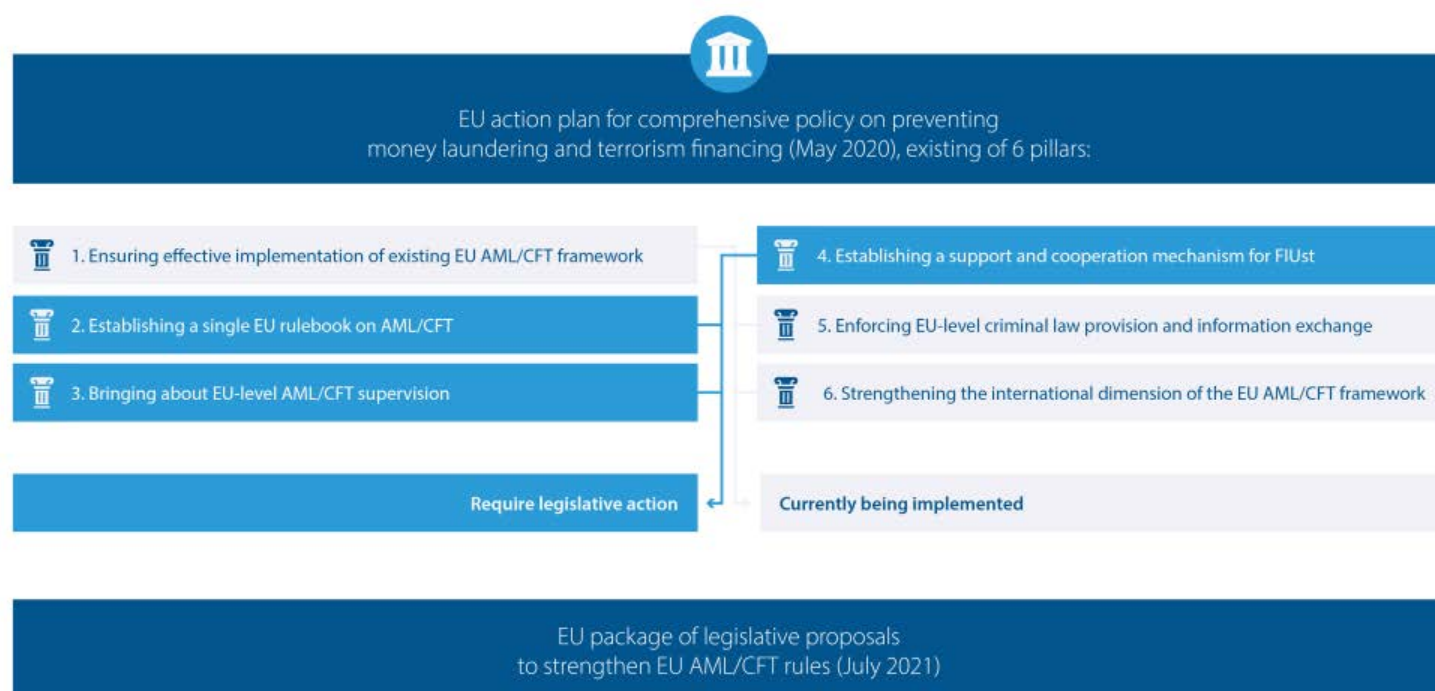 EU action plan for comprehensive policy on preventing
money laundering and terrorism financing (May 2020), existing of 6 pillars:
1. Ensuring effective implementation of existing EU AML/CFT framework
2. Establishing a single EU rulebook on AML/CFT
3. Bringing about EU-level AML/CFT supervision
4. Establishing a support and cooperation mechanism for FIUst
5. Enforcing EU-level criminal law provision and information exchange
6. Strengthening the international dimension of the EU AML/CFT framework
Require legislative action
Currently being implemented
EU package of legislative proposals
to strengthen EU AML/CFT rules (July 2021)